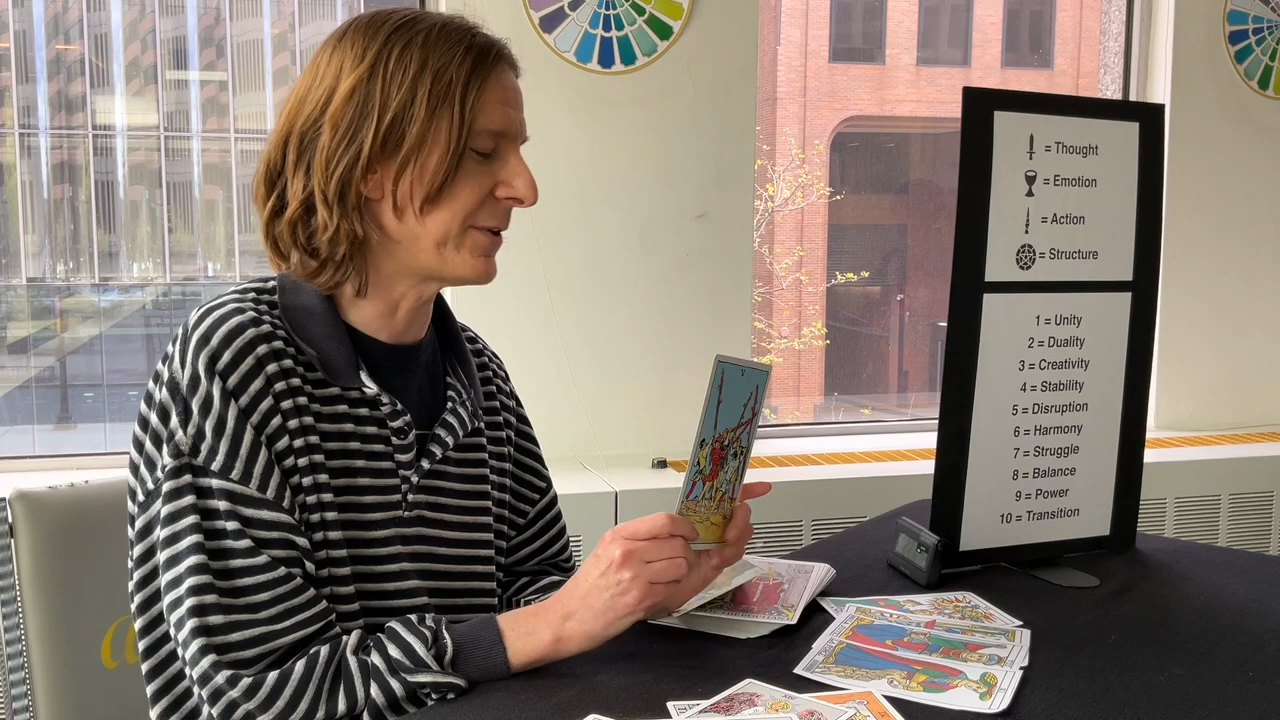 = Thought
= Emotion
= Action
= Structure
1 = Unity
2 = Duality
3 = Creativity
4 = Stability
5 = Disruption
6 = Harmony
7 = Struggle
8 = Balance
9 = Power
10 = Transition
V
a